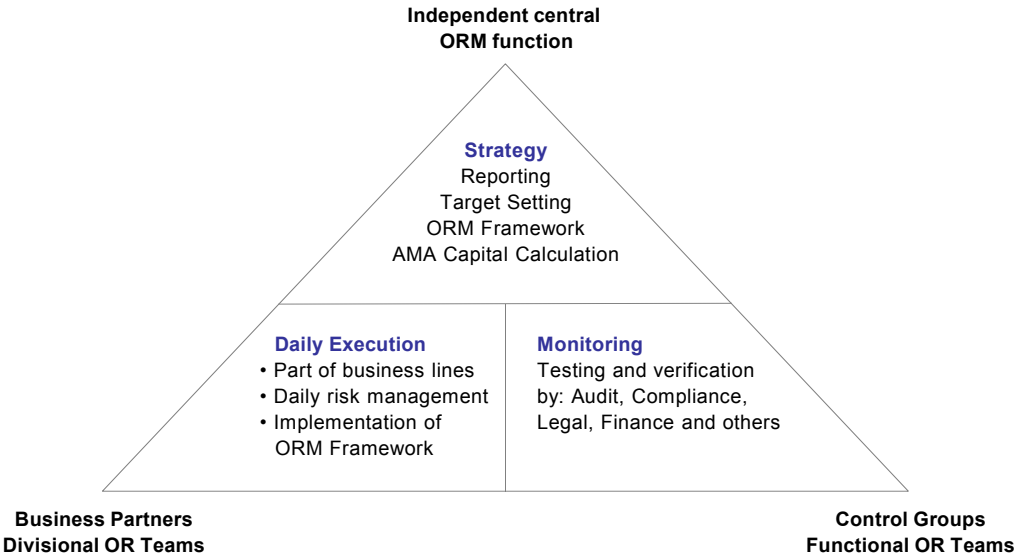 Independent central
ORM function
Strategy
Reporting
Target Setting
ORM Framework
AMA Capital Calculation
Daily Execution
• Part of business lines
• Daily risk management
• Implementation of
ORM Framework
Monitoring
Testing and verification
by: Audit, Compliance,
Legal, Finance and others
Business Partners
Divisional OR Teams
Control Groups
Functional OR Teams